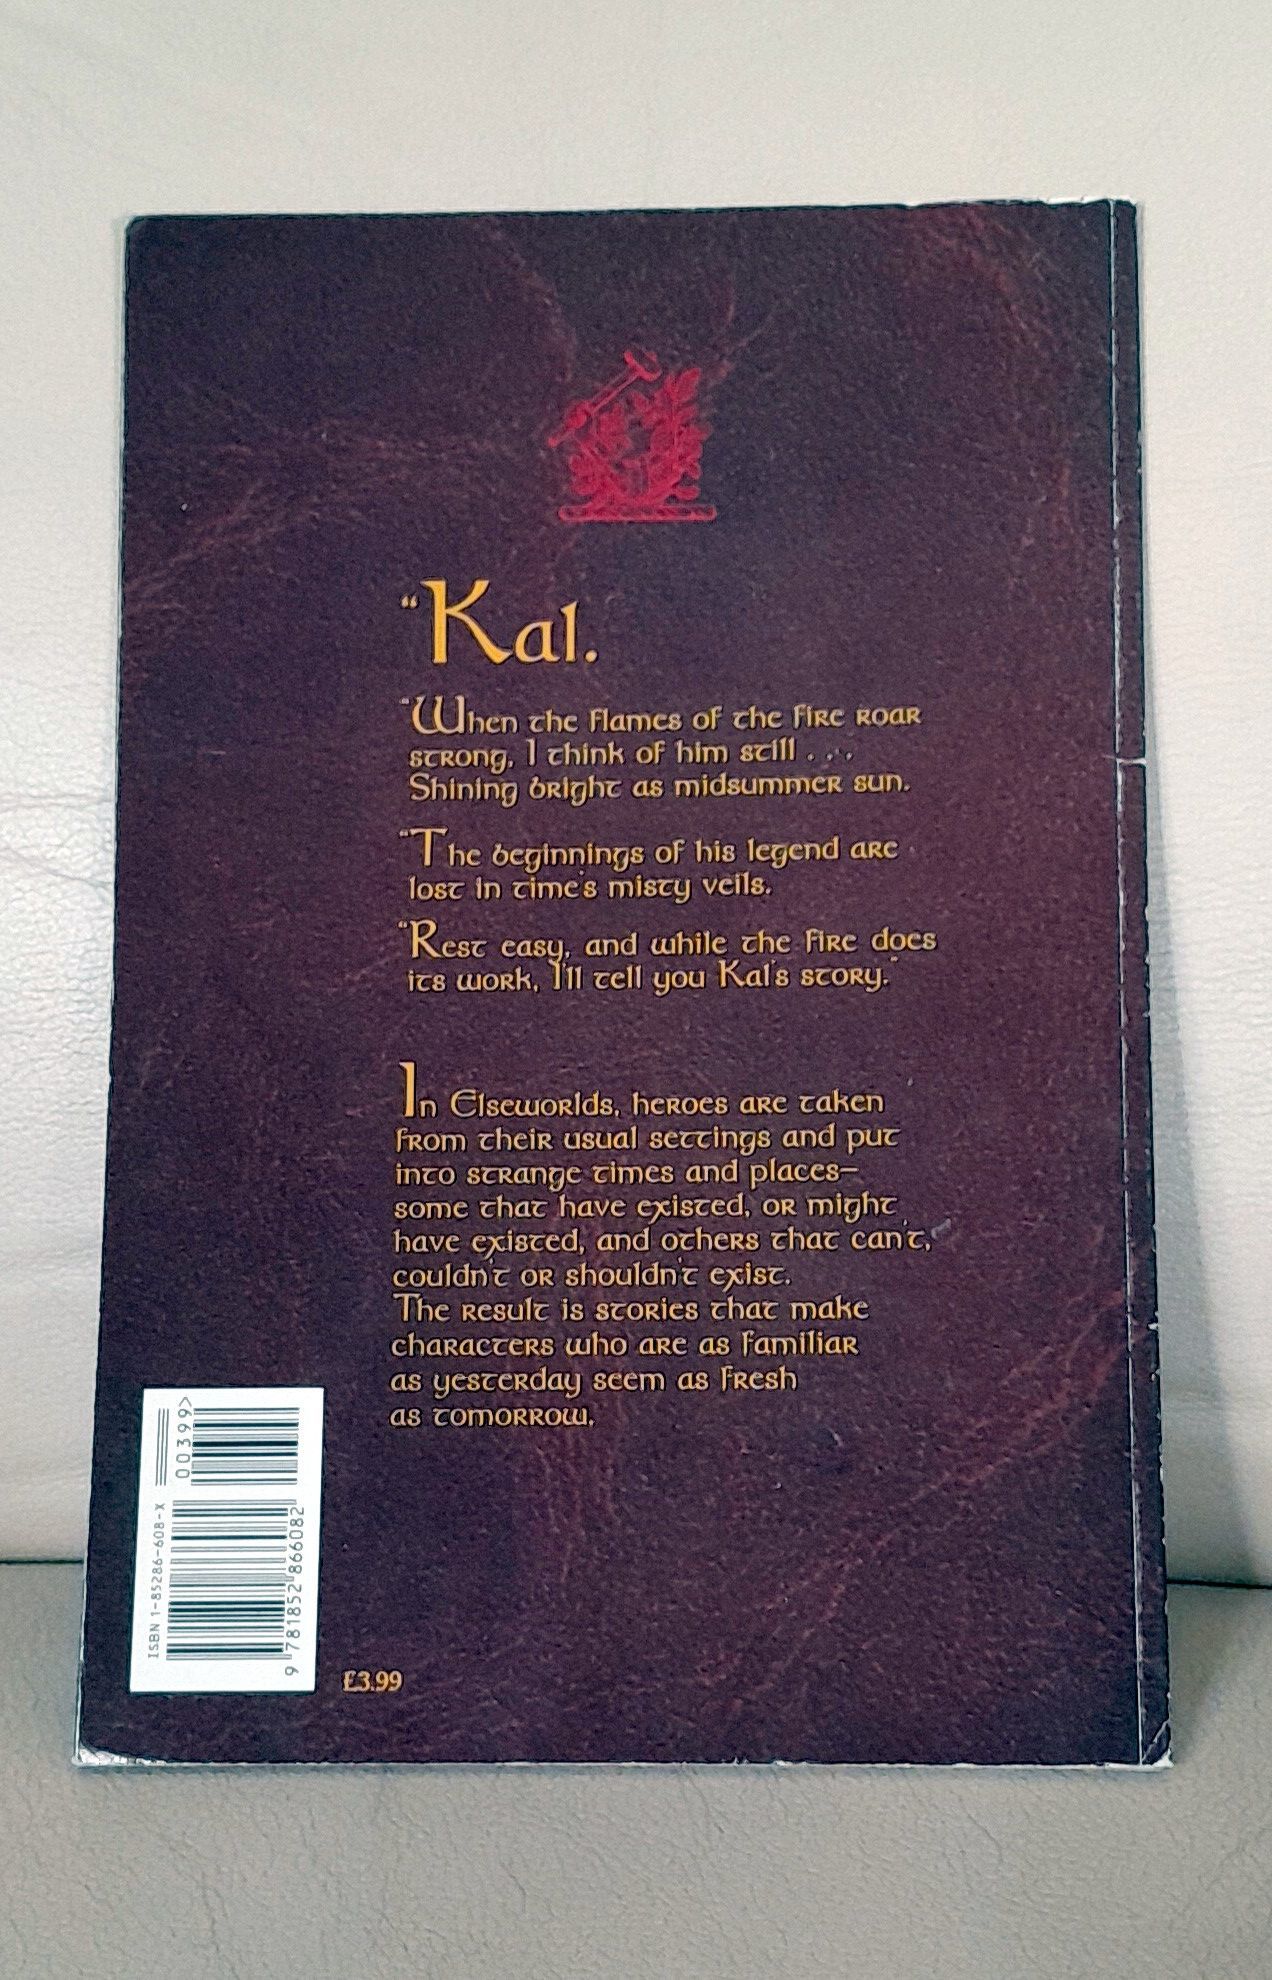 "Kal.
"When the flames of the fire roar
strong, I think of him still . . .
Shining bright as midsummer sun.
"The beginnings of his legend are
lost in time's misty veils.
"Rest easy, and while the fire does
its work, I'll tell you Kal's story."
In Elseworlds, heroes are taken
from their usual settings and put
into strange times and places—
some that have existed, or might
have existed, and others that can't,
couldn't or shouldn't exist.
The result is stories that make
characters who are as familiar
as yesterday seem as fresh
as tomorrow.
ISBN 1-85286-608-X
00399>
9 781852 866082
£3.99